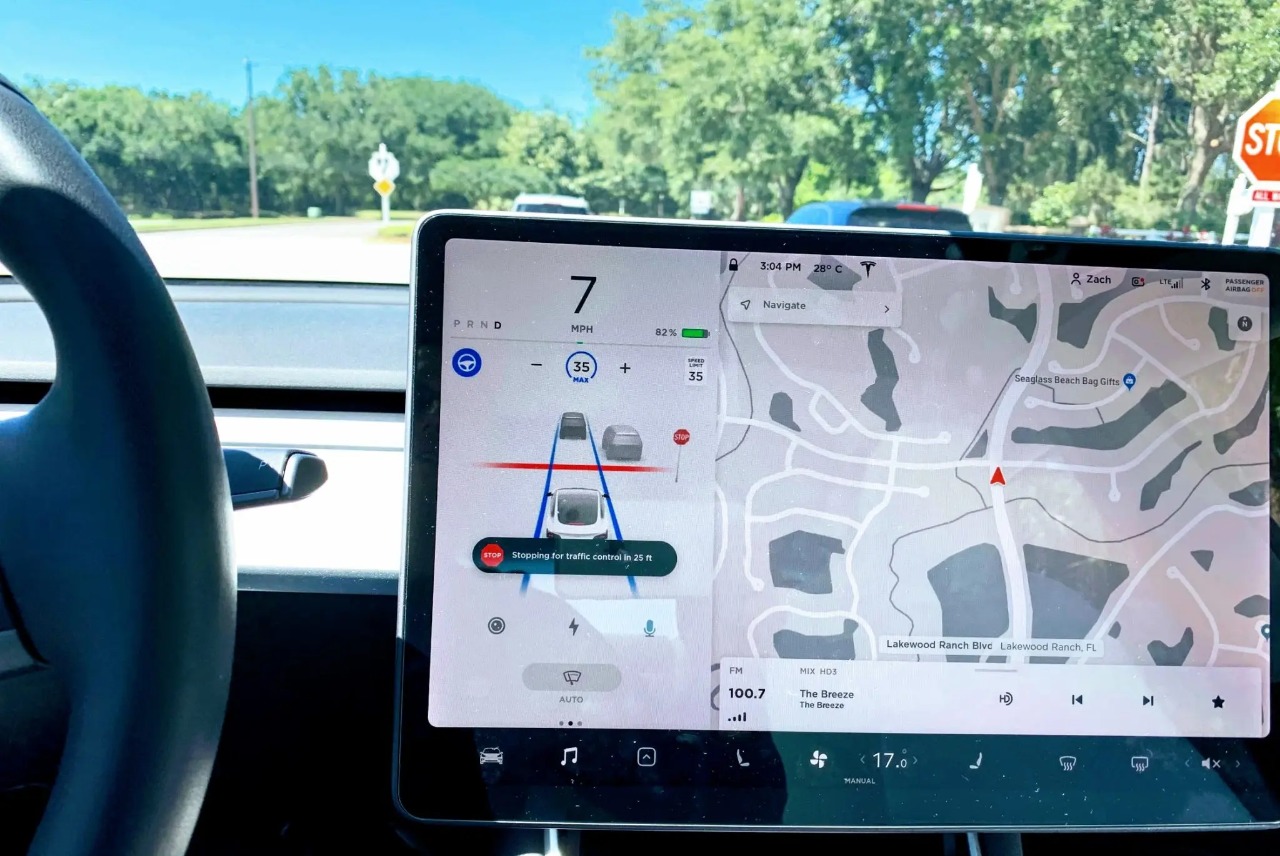 STO
ALL W
7
MPH
P R N D
82%
35
MAX
SPEED
LIMIT
35
STOP
STOP
Stopping for traffic control in 25 ft
AUTO
3:04 PM
28° C
Zach
LTE
PASSENGER
AIRBAG OFF
Navigate
N
Seaglass Beach Bag Gifts
Lakewood Ranch Blvd
Lakewood Ranch, FL
FM
MIX HD3
100.7
The Breeze
The Breeze
17.0
MANUAL